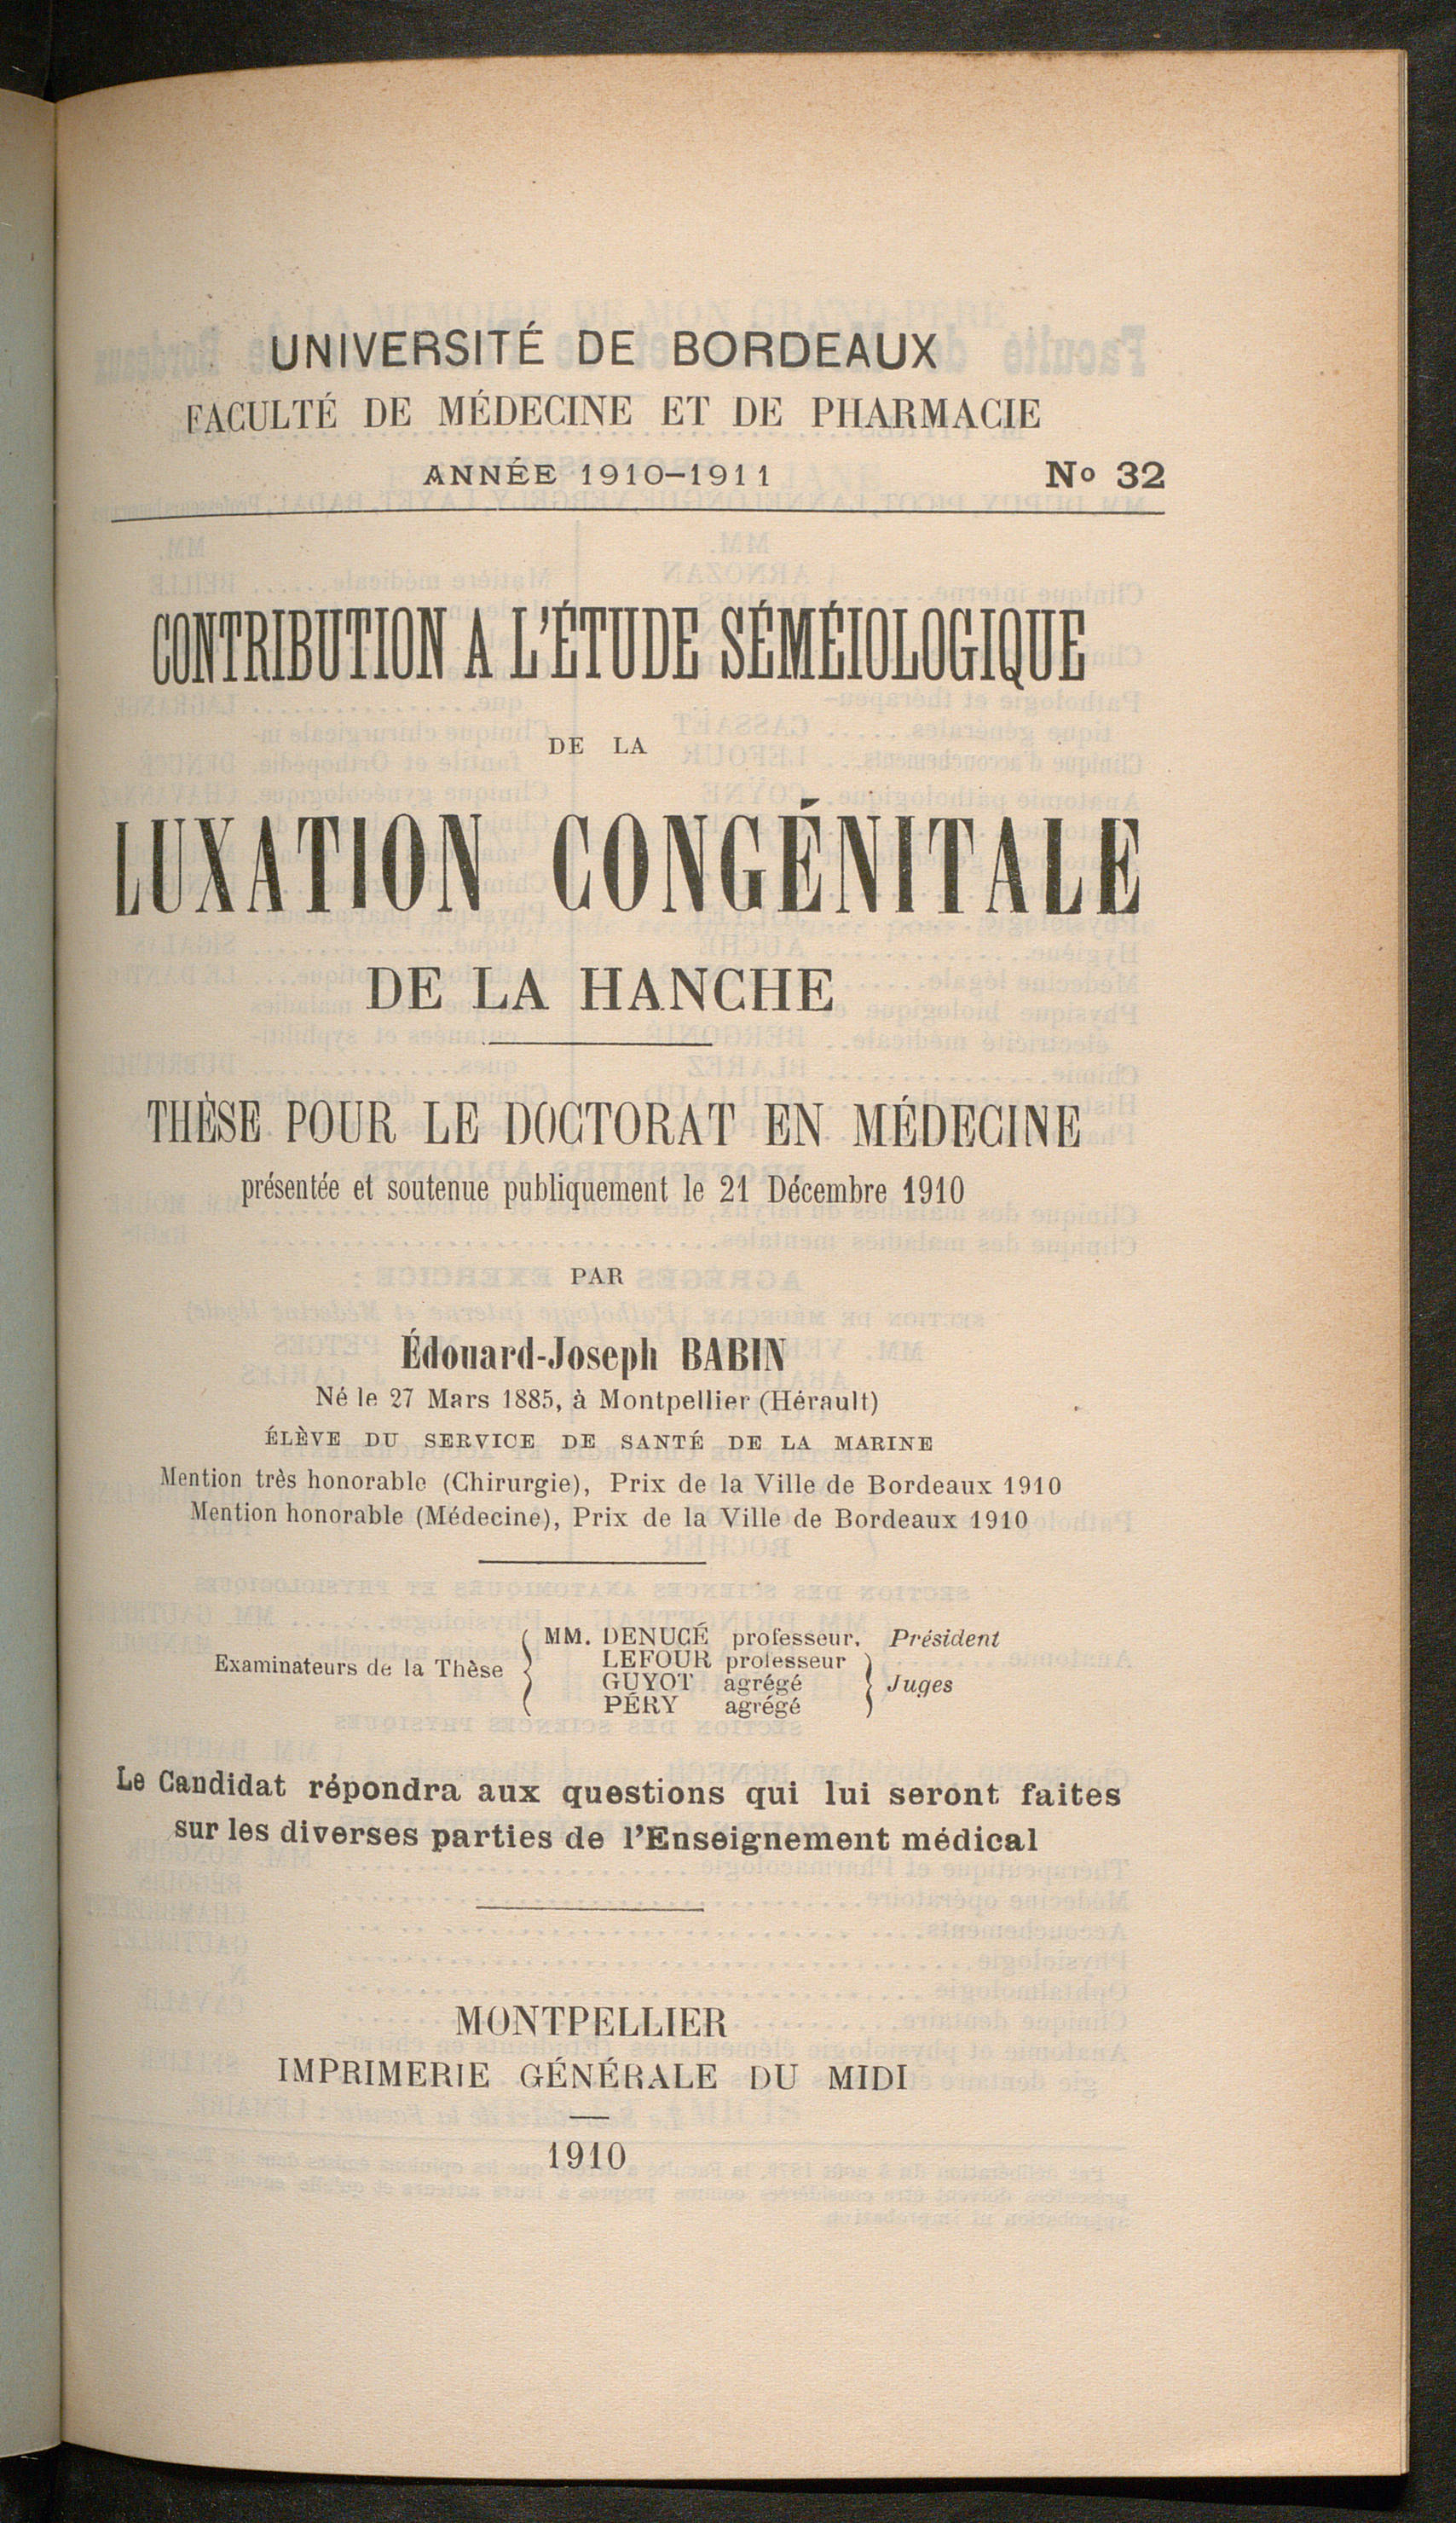 UNIVERSITÉ DE BORDEAUX
FACULTÉ DE MÉDECINE ET DE PHARMACIE
ANNÉE 1910-1911 No 32
CONTRIBUTION A L'ÉTUDE SÉMÉIOLOGIQUE
DE LA
LUXATION CONGÉNITALE
DE LA HANCHE
THÈSE POUR LE DOCTORAT EN MÉDECINE
présentée et soutenue publiquement le 21 Décembre 1910
PAR
Édouard-Joseph BABIN
Né le 27 Mars 1885, à Montpellier (Hérault)
ÉLÈVE DU SERVICE DE SANTÉ DE LA MARINE
Mention très honorable (Chirurgie), Prix de la Ville de Bordeaux 1910
Mention honorable (Médecine), Prix de la Ville de Bordeaux 1910
MM. DENUCÉ professeur. Président
LEFOUR professeur
Examinateurs de la Thèse
GUYOT agrégé Juges
PÉRY agrégé
Le Candidat répondra aux questions qui lui seront faites
sur les diverses parties de l'Enseignement médical
MONTPELLIER
IMPRIMERIE GÉNÉRALE DU MIDI
1910